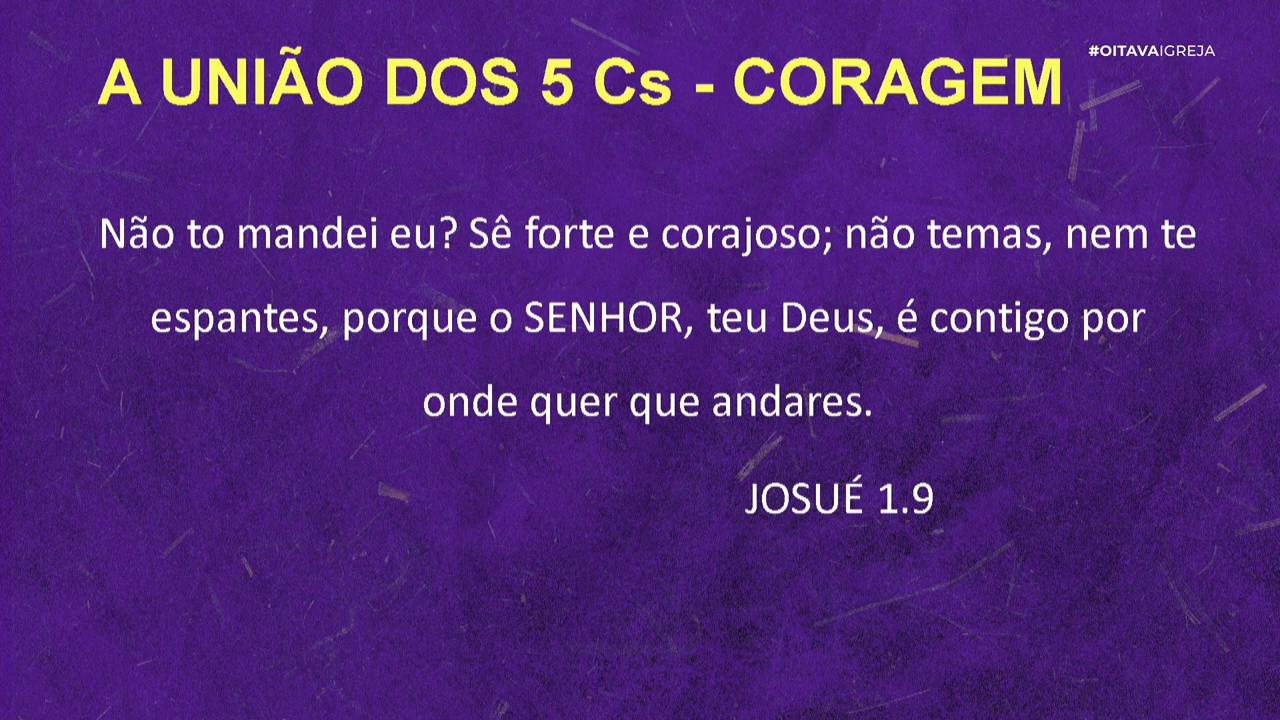 #OITAVAIGREJA
A UNIÃO DOS 5 Cs - CORAGEM
Não to mandei eu? Sê forte e corajoso; não temas, nem te
espantes, porque o SENHOR, teu Deus, é contigo por
onde quer que andares.
JOSUÉ 1.9